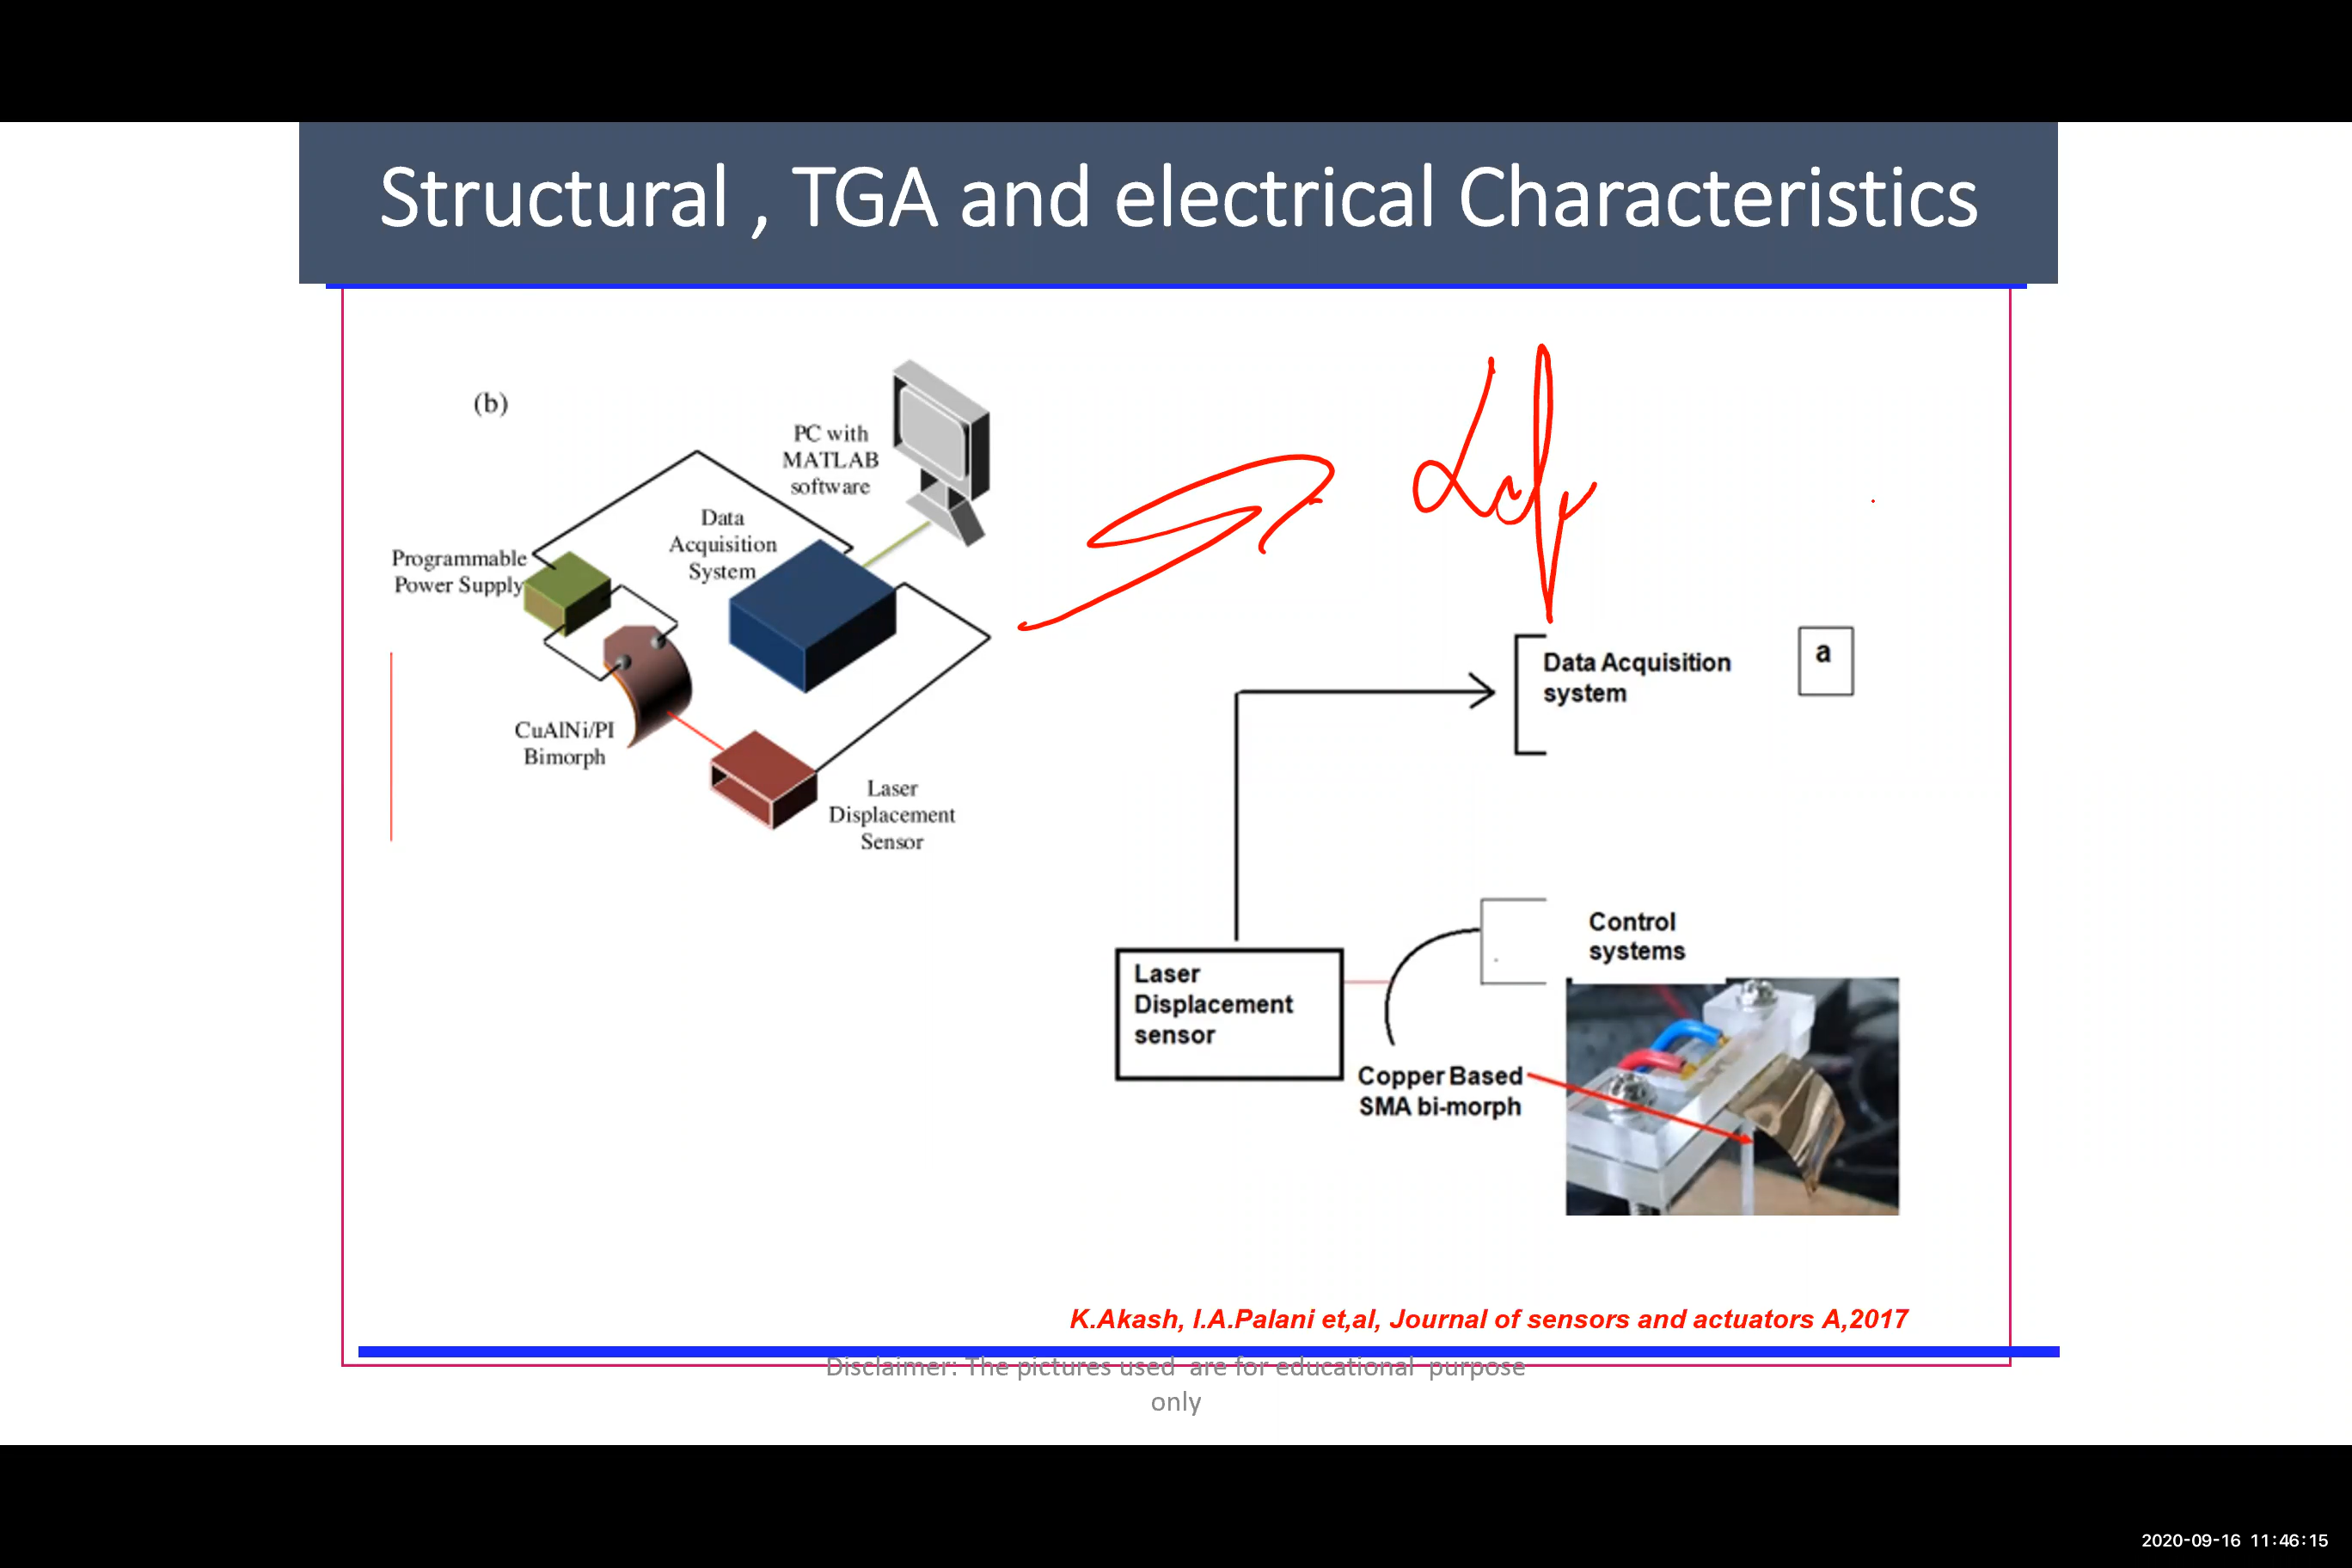 Structural , TGA and electrical Characteristics
(b)
PC with
MATLAB
software
Data
Acquisition
System
Programmable
Power Supply
CuAlNi/PI
Bimorph
Laser
Displacement
Sensor
Data Acquisition
system
a
Control
systems
Laser
Displacement
sensor
Copper Based
SMA bi-morph
K.Akash, I.A.Palani et,al, Journal of sensors and actuators A,2017
Disclaimer: The pictures used are for educational purpose
only
2020-09-16 11:46:15